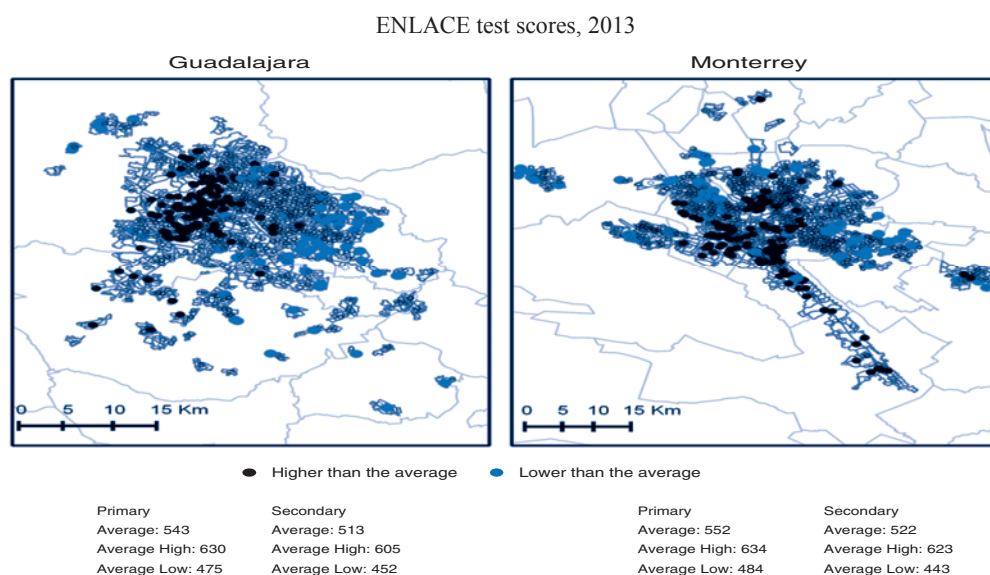 ENLACE test scores, 2013
Guadalajara
Monterrey
0 5 10 15 Km
0 5 10 15 Km
Higher than the average
Lower than the average
Primary
Average: 543
Average High: 630
Average Low: 475
Secondary
Average: 513
Average High: 605
Average Low: 452
Primary
Average: 552
Average High: 634
Average Low: 484
Secondary
Average: 522
Average High: 623
Average Low: 443